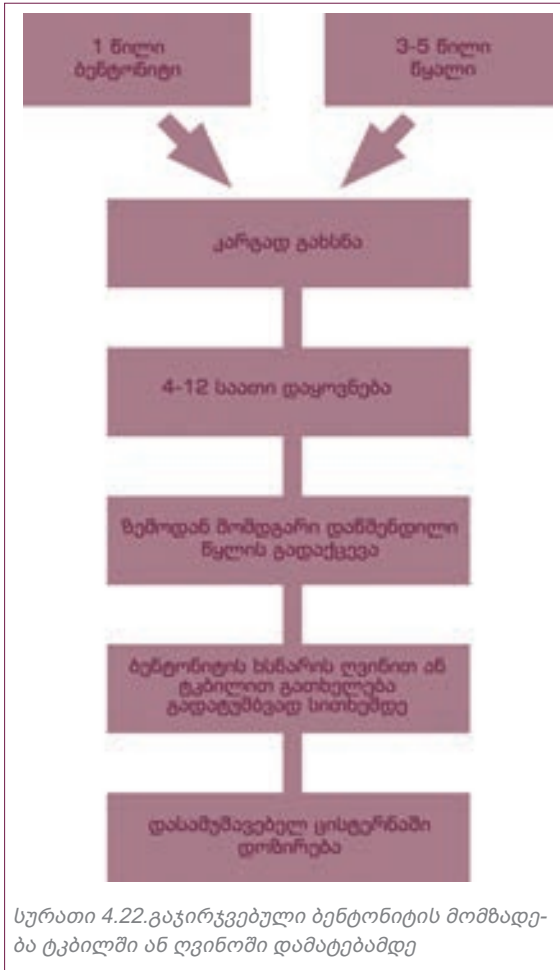 1 წილი
ბენტონიტი
3-5 წილი
წყალი
კარგად გახსნა
4-12 საათი დაყოვნება
ზემოდან მომდგარი დაწმენდილი
წყლის გადაქცევა
ბენტონიტის ხსნარის ღვინით ან
ტკბილით გათხელება
გადატუმბვად სითხემდე
დასამუშავებელ ცისტერნაში
დოზირება
სურათი 4.22.გაჯირჯვებული ბენტონიტის მომზადე-
ბა ტკბილში ან ღვინოში დამატებამდე